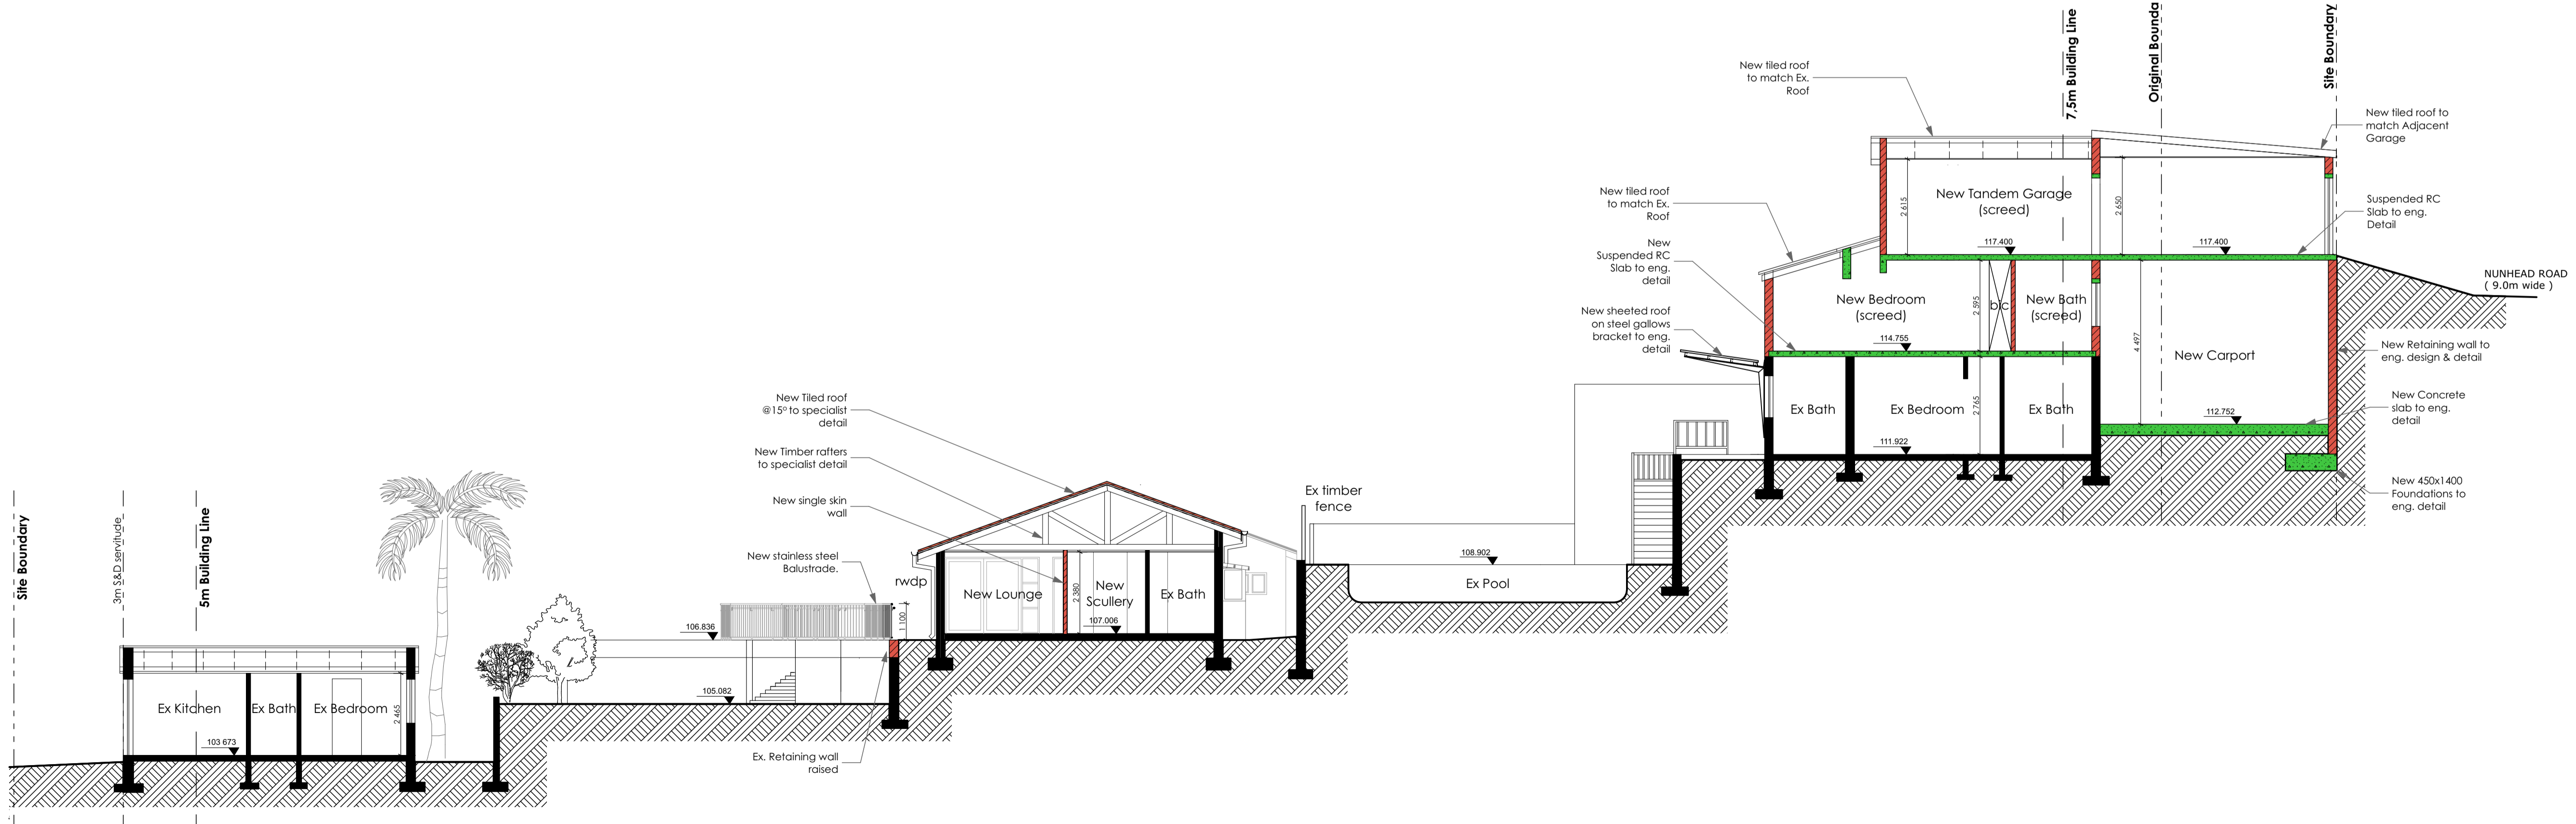 Site Boundary
3m S&D servitude
5m Building Line
Ex Kitchen
Ex Bath
Ex Bedroom
2 465
103 673
105.082
106.836
1 100
New Tiled roof
@15º to specialist
detail
New Timber rafters
to specialist detail
New single skin
wall
New stainless steel
Balustrade.
Ex. Retaining wall
raised
rwdp
New Lounge
2 380
New
Scullery
107.006
Ex Bath
Ex timber
fence
108.902
Ex Pool
New tiled roof
to match Ex.
Roof
New tiled roof
to match Ex.
Roof
New
Suspended RC
Slab to eng.
detail
New sheeted roof
on steel gallows
bracket to eng.
detail
7,5m Building Line
Original Bounda
Site Boundary
2 615
New Tandem Garage
(screed)
2 650
117.400
117.400
New Bedroom
(screed)
2 595
bic
New Bath
(screed)
114.755
4 497
New Carport
Ex Bath
Ex Bedroom
2 765
Ex Bath
111.922
112.752
New tiled roof to
match Adjacent
Garage
Suspended RC
Slab to eng.
Detail
NUNHEAD ROAD
( 9.0m wide )
New Retaining wall to
eng. design & detail
New Concrete
slab to eng.
detail
New 450x1400
Foundations to
eng. detail